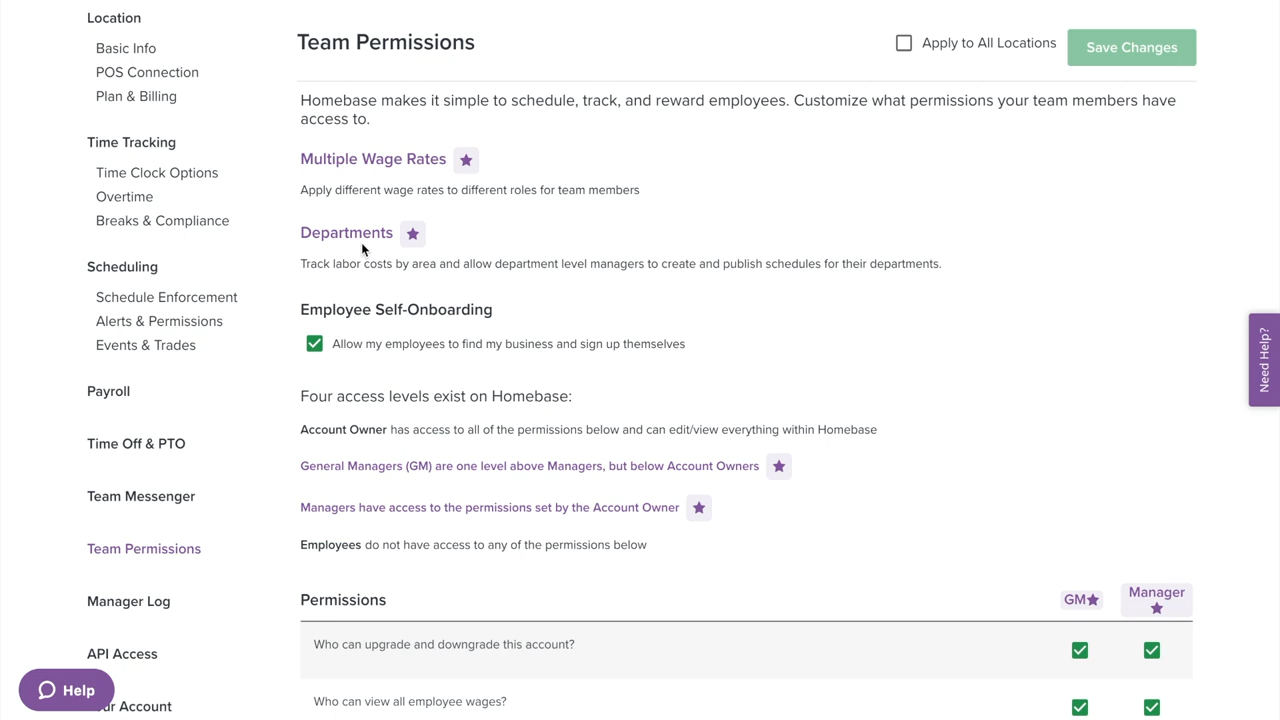 Location
Basic Info
POS Connection
Plan & Billing
Time Tracking
Time Clock Options
Overtime
Breaks & Compliance
Scheduling
Schedule Enforcement
Alerts & Permissions
Events & Trades
Payroll
Time Off & PTO
Team Messenger
Team Permissions
Manager Log
API Access
Account
Help
Team Permissions
Apply to All Locations
Save Changes
Homebase makes it simple to schedule, track, and reward employees. Customize what permissions your team members have
access to.
Multiple Wage Rates
Apply different wage rates to different roles for team members
Departments
Track labor costs by area and allow department level managers to create and publish schedules for their departments.
Employee Self-Onboarding
Allow my employees to find my business and sign up themselves
Four access levels exist on Homebase:
Account Owner has access to all of the permissions below and can edit/view everything within Homebase
General Managers (GM) are one level above Managers, but below Account Owners
Managers have access to the permissions set by the Account Owner
Employees do not have access to any of the permissions below
Permissions
GM
Manager
Who can upgrade and downgrade this account?
Who can view all employee wages?
Need Help?